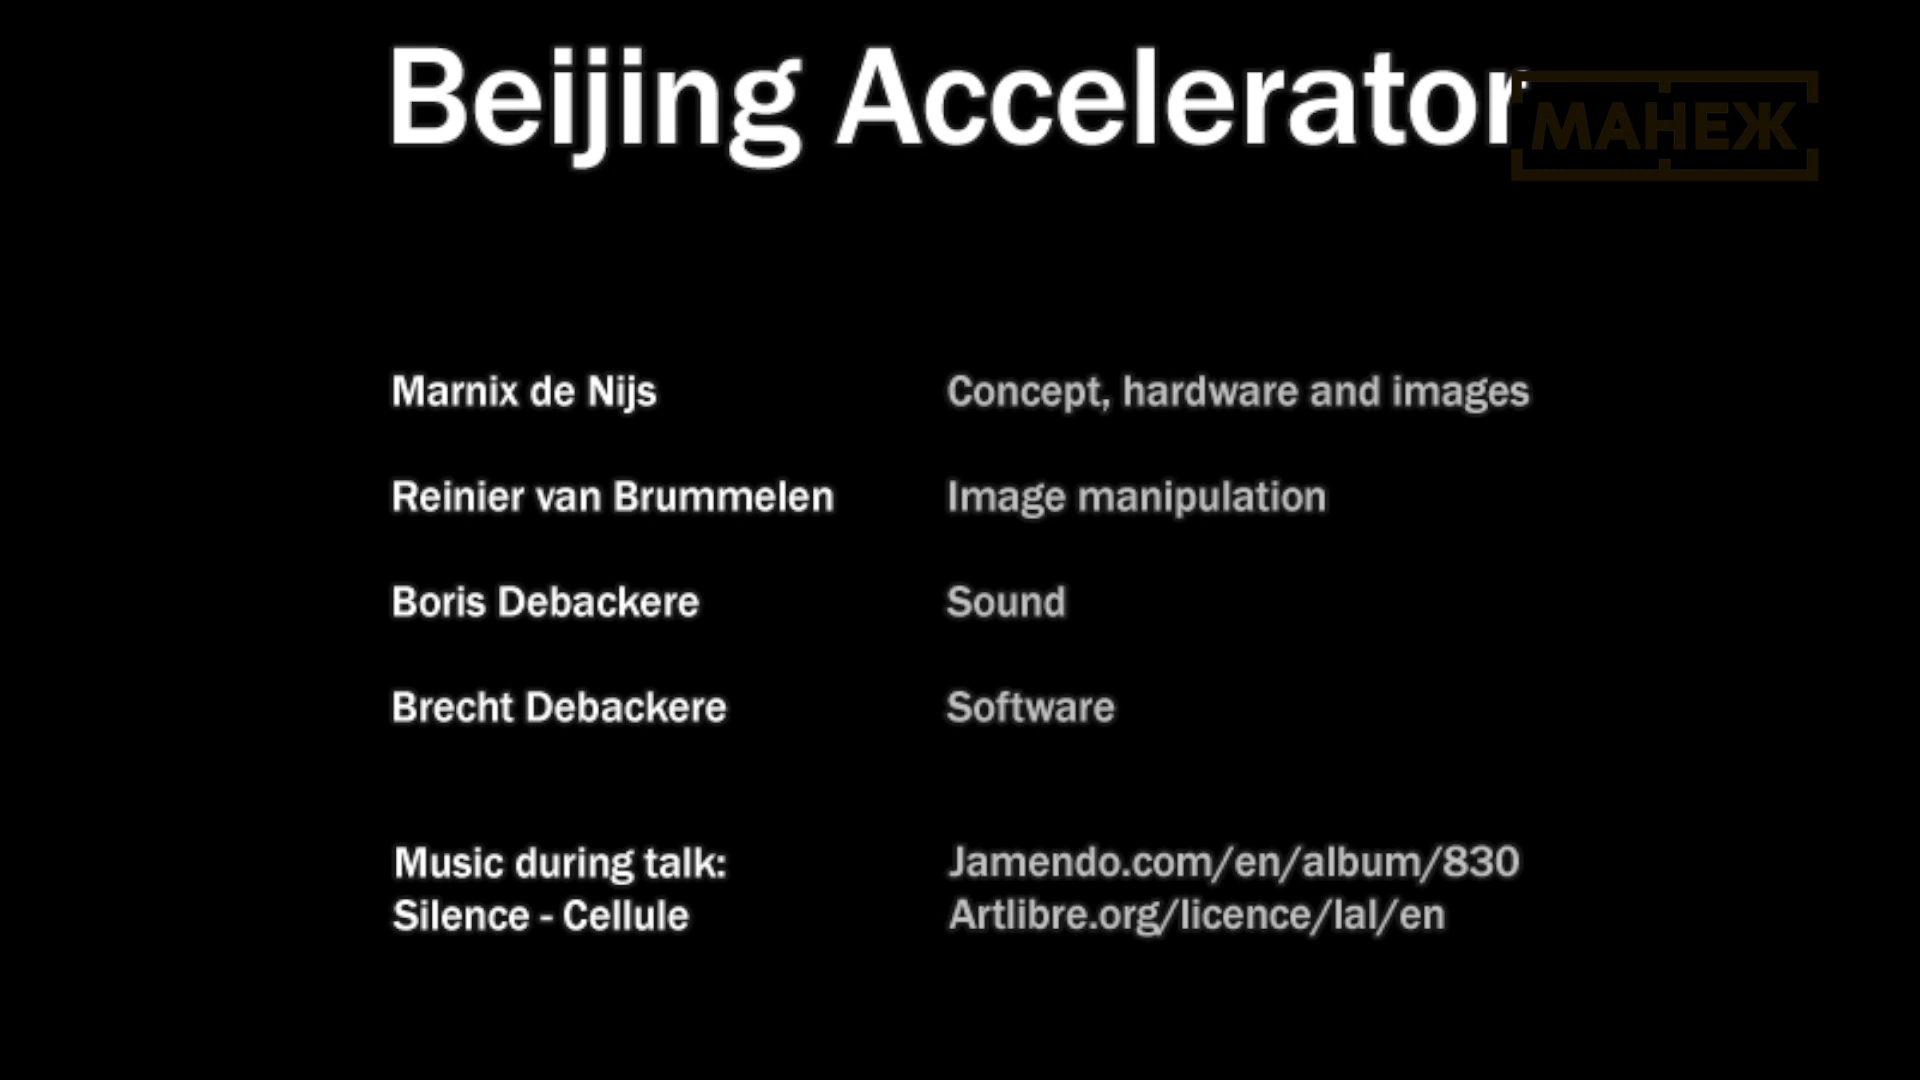 Beijing Accelerator
МАНЕЖ
Marnix de Nijs Concept, hardware and images
Reinier van Brummelen Image manipulation
Boris Debackere Sound
Brecht Debackere Software
Music during talk: Jamendo.com/en/album/830
Silence - Cellule Artlibre.org/licence/lal/en